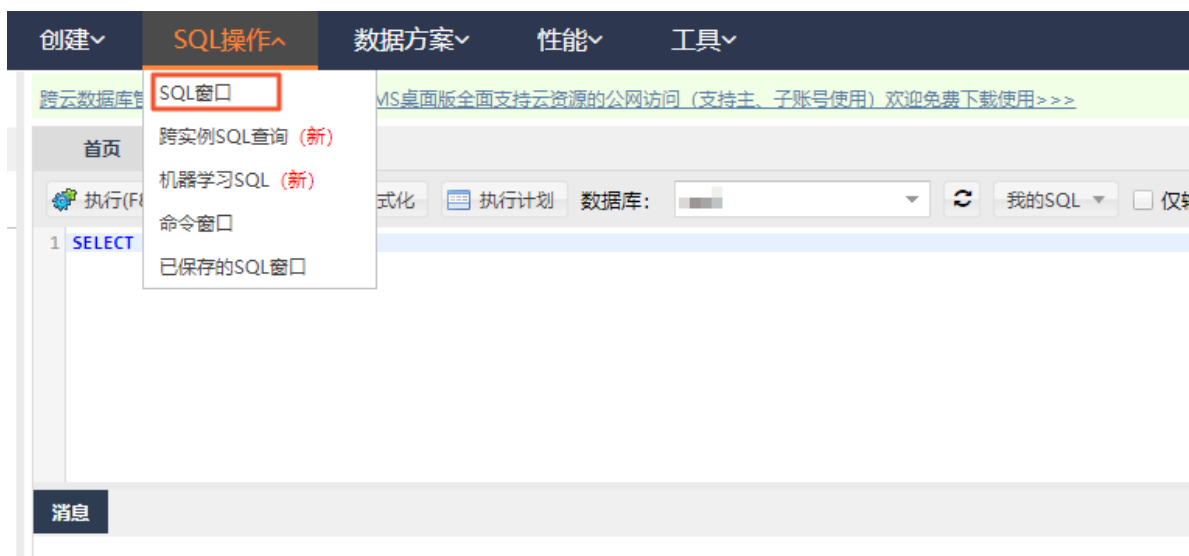 创建 SQL操作 数据方案 性能 工具
SQL窗口
跨云数据库 MS桌面版全面支持云资源的公网访问（支持主、子账号使用）欢迎免费下载使用>>>
首页 跨实例SQL查询（新）
机器学习SQL（新）
执行(F8 式化 执行计划 数据库： 我的SQL 仅
命令窗口
1 SELECT
已保存的SQL窗口
消息